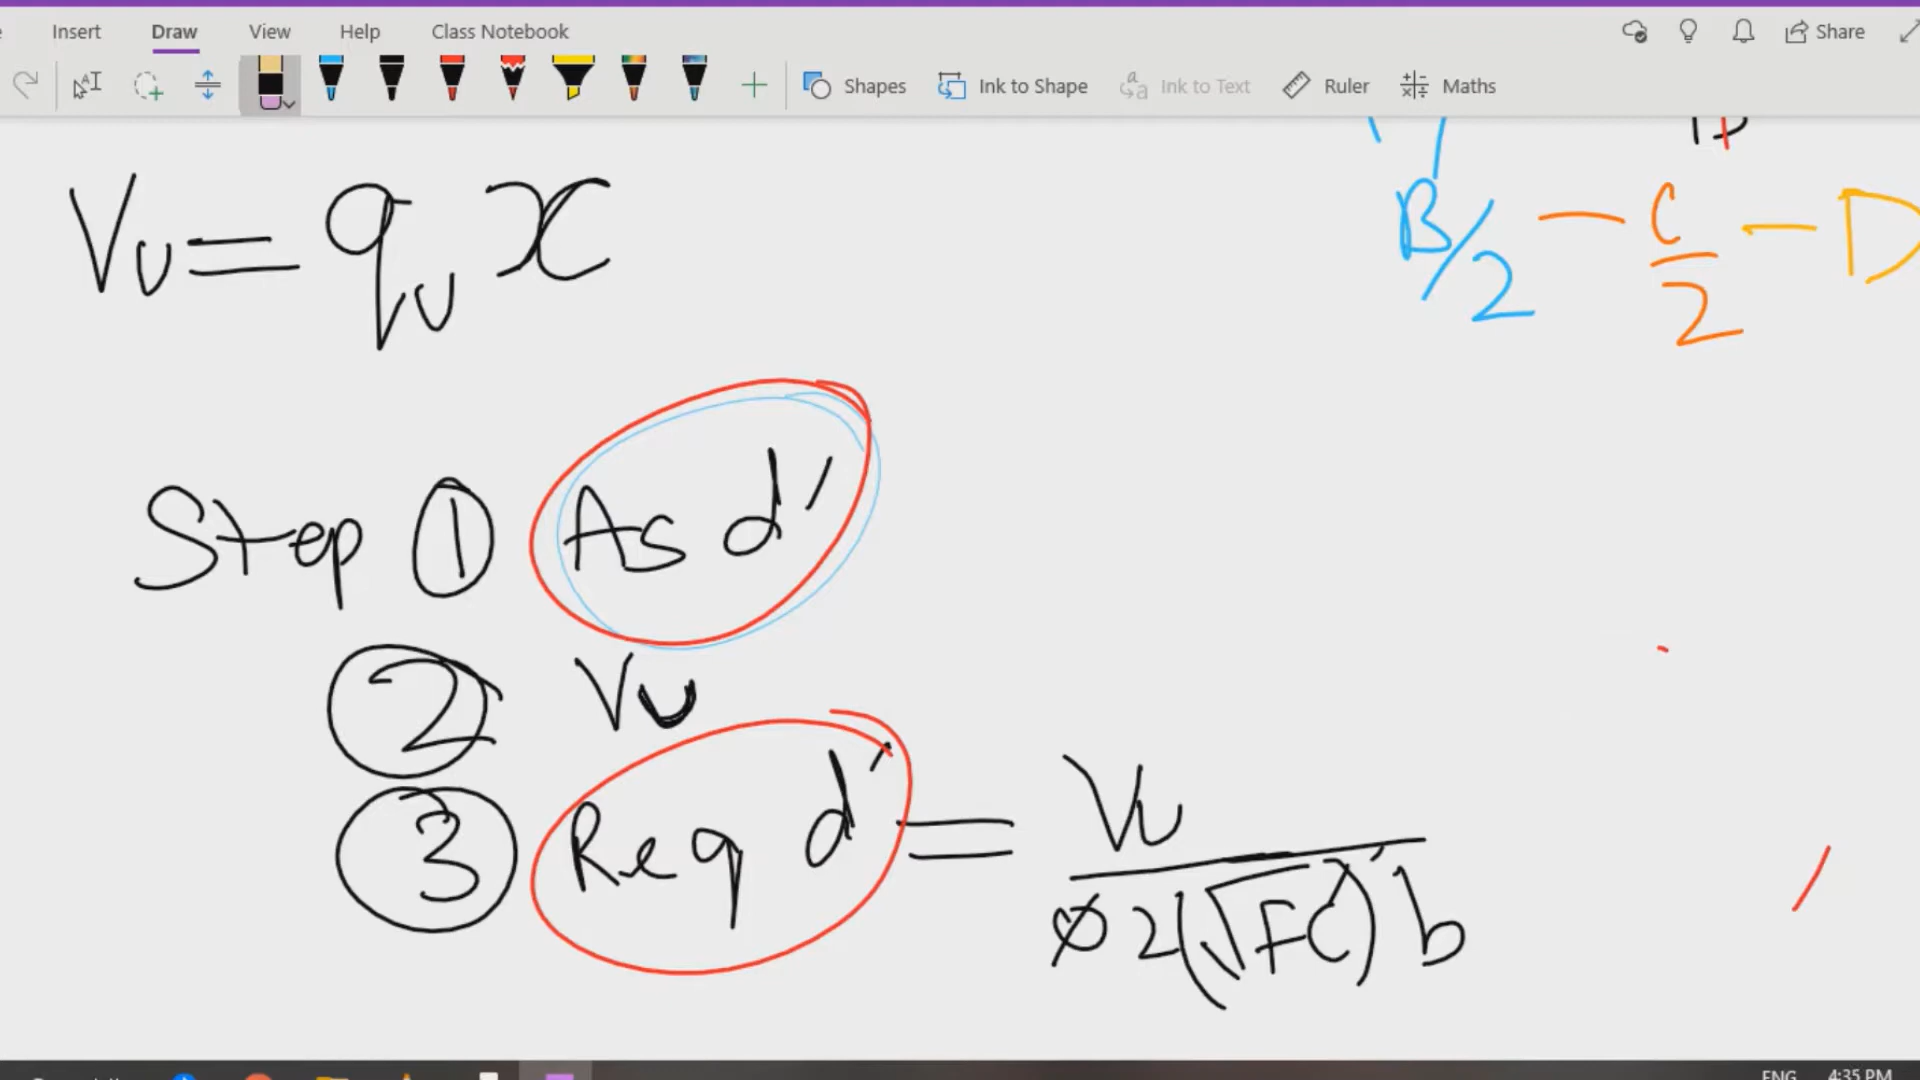 Insert Draw View Help Class Notebook Share
Shapes Ink to Shape Ink to Text Ruler Maths
Vu = qu x
B/2 - C/2 - D
Step ① As d'
② Vu
③ Req d' = Vu / ∅ 2(√FC') b
ENG 4:35 PM